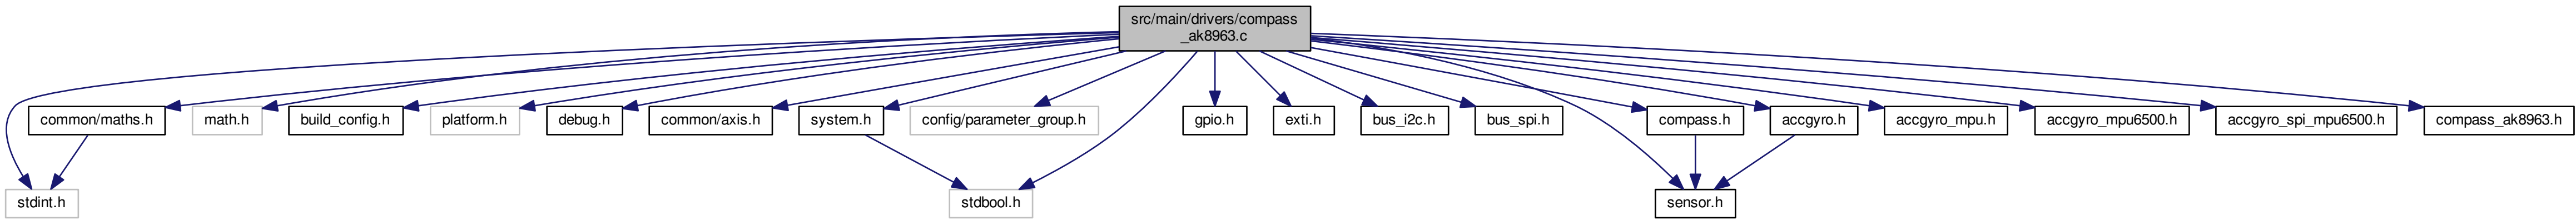 src/main/drivers/compass
_ak8963.c
common/maths.h
math.h
build_config.h
platform.h
debug.h
common/axis.h
system.h
config/parameter_group.h
gpio.h
exti.h
bus_i2c.h
bus_spi.h
compass.h
accgyro.h
accgyro_mpu.h
accgyro_mpu6500.h
accgyro_spi_mpu6500.h
compass_ak8963.h
stdint.h
stdbool.h
sensor.h